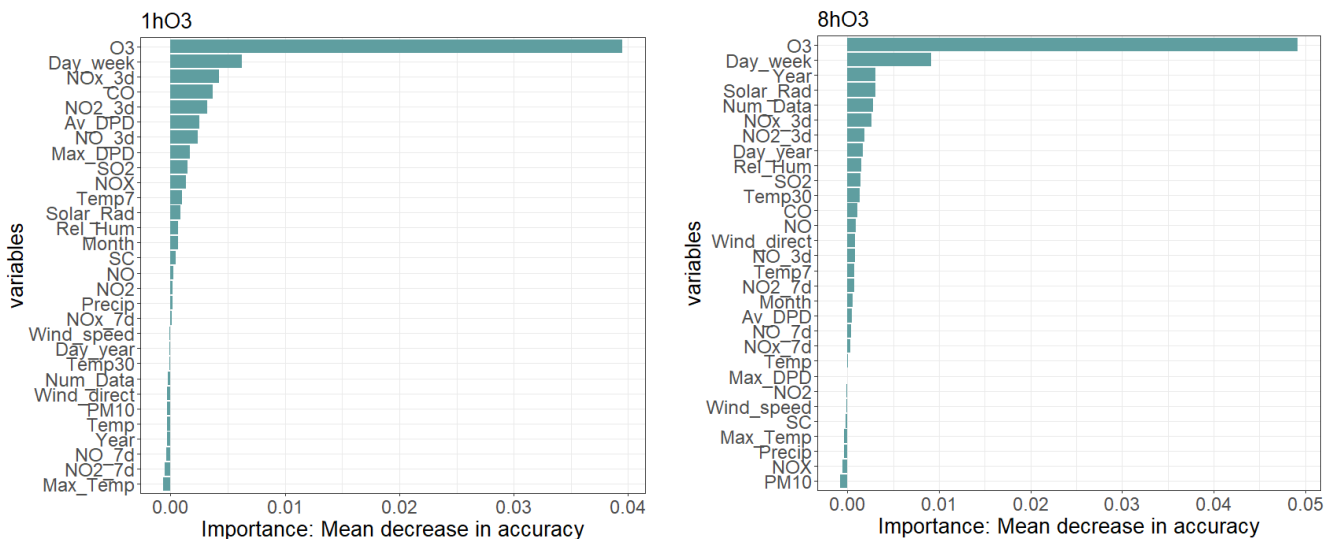 1hO3
O3
Day_week
NOx_3d
CO
NO2_3d
Av_DPD
NO_3d
Max_DPD
SO2
NOX
Temp7
Solar_Rad
Rel_Hum
Month
SC
NO
NO2
Precip
NOx_7d
Wind_speed
Day_year
Temp30
Num_Data
Wind_direct
PM10
Temp
Year
NO_7d
NO2_7d
Max_Temp
variables
0.00 0.01 0.02 0.03 0.04
Importance: Mean decrease in accuracy
8hO3
O3
Day_week
Year
Solar_Rad
Num_Data
NOx_3d
NO2_3d
Day_year
Rel_Hum
SO2
Temp30
CO
NO
Wind_direct
NO_3d
Temp7
NO2_7d
Month
Av_DPD
NO_7d
NOx_7d
Temp
Max_DPD
NO2
Wind_speed
SC
Max_Temp
Precip
NOX
PM10
variables
0.00 0.01 0.02 0.03 0.04 0.05
Importance: Mean decrease in accuracy